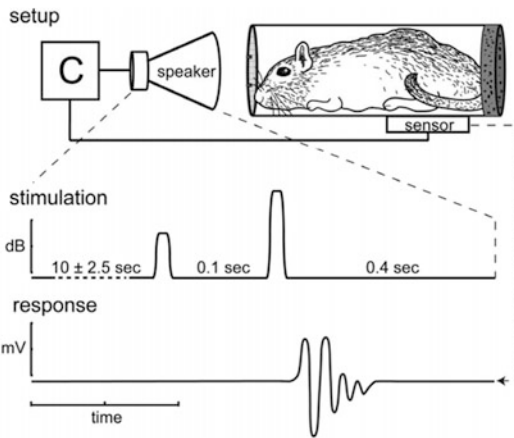 setup
C
speaker
sensor
stimulation
dB
10 ± 2.5 sec
0.1 sec
0.4 sec
response
mV
time